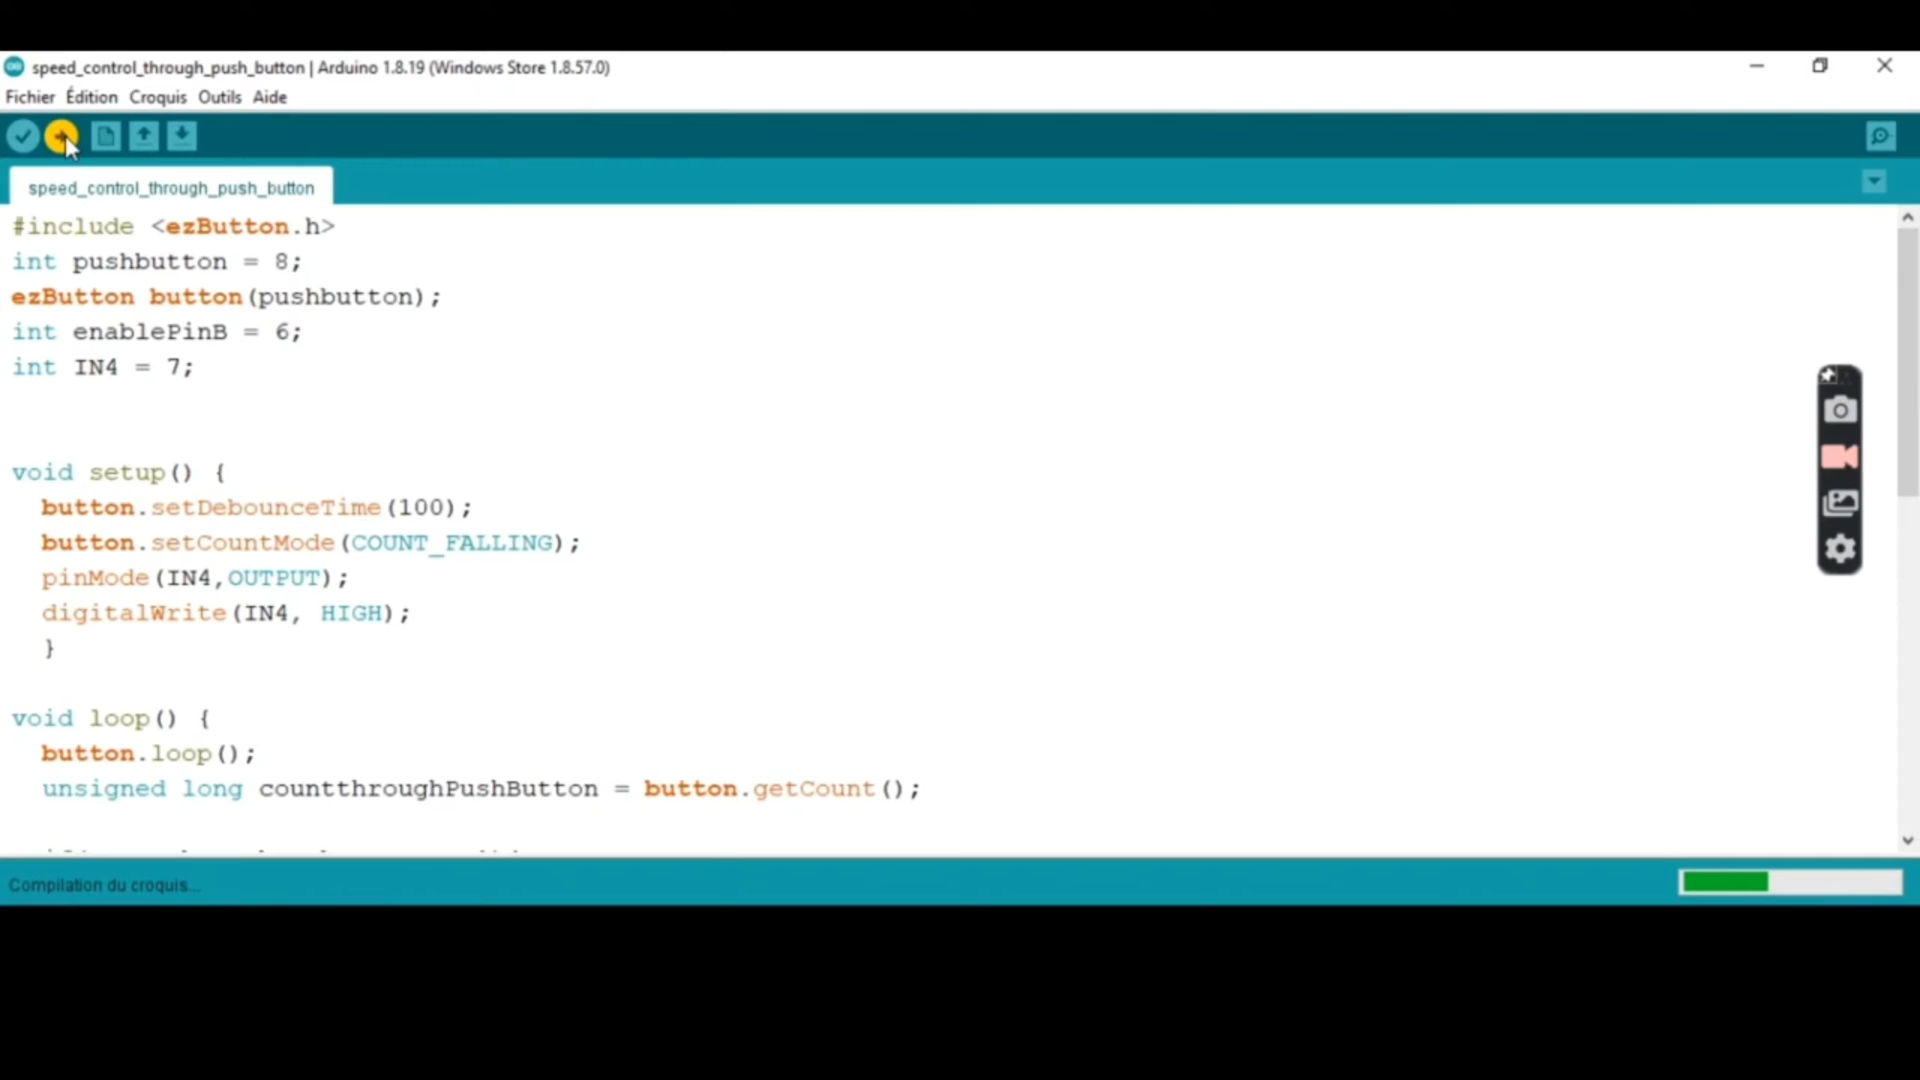 speed_control_through_push_button | Arduino 1.8.19 (Windows Store 1.8.57.0)
Fichier Édition Croquis Outils Aide
speed_control_through_push_button
#include <ezButton.h>
int pushbutton = 8;
ezButton button(pushbutton);
int enablePinB = 6;
int IN4 = 7;
void setup() {
button.setDebounceTime(100);
button.setCountMode(COUNT_FALLING);
pinMode(IN4,OUTPUT);
digitalWrite(IN4, HIGH);
}
void loop() {
button.loop();
unsigned long countthroughPushButton = button.getCount();
Compilation du croquis...